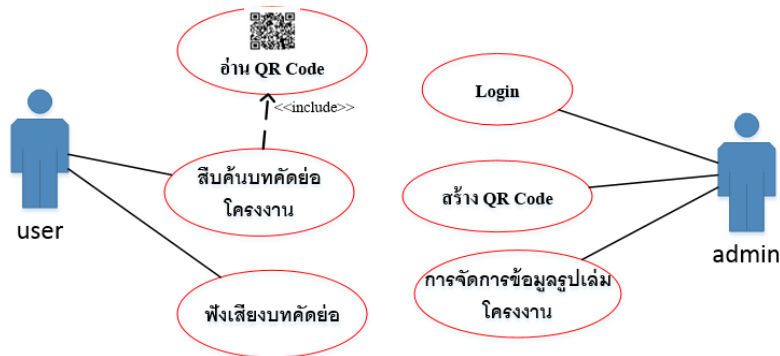 อ่าน QR Code
<<include>>
สืบค้นบทคัดย่อ
โครงงาน
ฟังเสียงบทคัดย่อ
user
Login
สร้าง QR Code
การจัดการข้อมูลรูปเล่ม
โครงงาน
admin